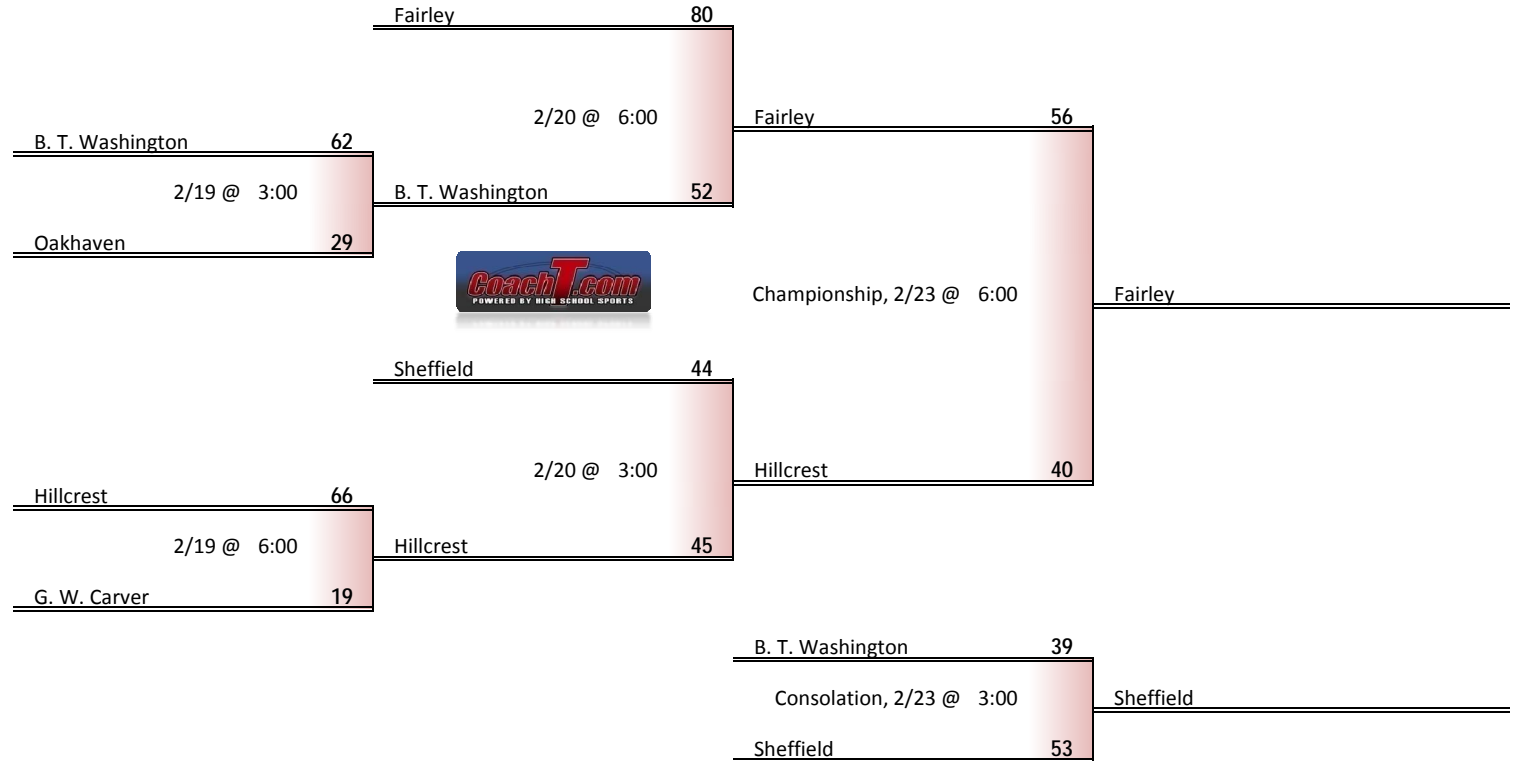 Fairley 80
2/20 @ 6:00
Fairley 56
B. T. Washington 62
2/19 @ 3:00
B. T. Washington 52
Oakhaven 29
CoachT.com
POWERED BY HIGH SCHOOL SPORTS
Championship, 2/23 @ 6:00
Fairley
Sheffield 44
2/20 @ 3:00
Hillcrest 40
Hillcrest 66
2/19 @ 6:00
Hillcrest 45
G. W. Carver 19
B. T. Washington 39
Consolation, 2/23 @ 3:00
Sheffield
Sheffield 53